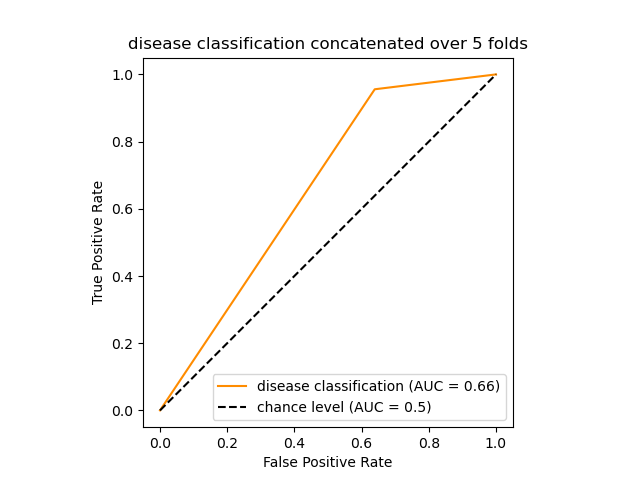 disease classification concatenated over 5 folds
1.0
0.8
0.6
0.4
0.2
0.0
True Positive Rate
disease classification (AUC = 0.66)
chance level (AUC = 0.5)
0.0 0.2 0.4 0.6 0.8 1.0
False Positive Rate